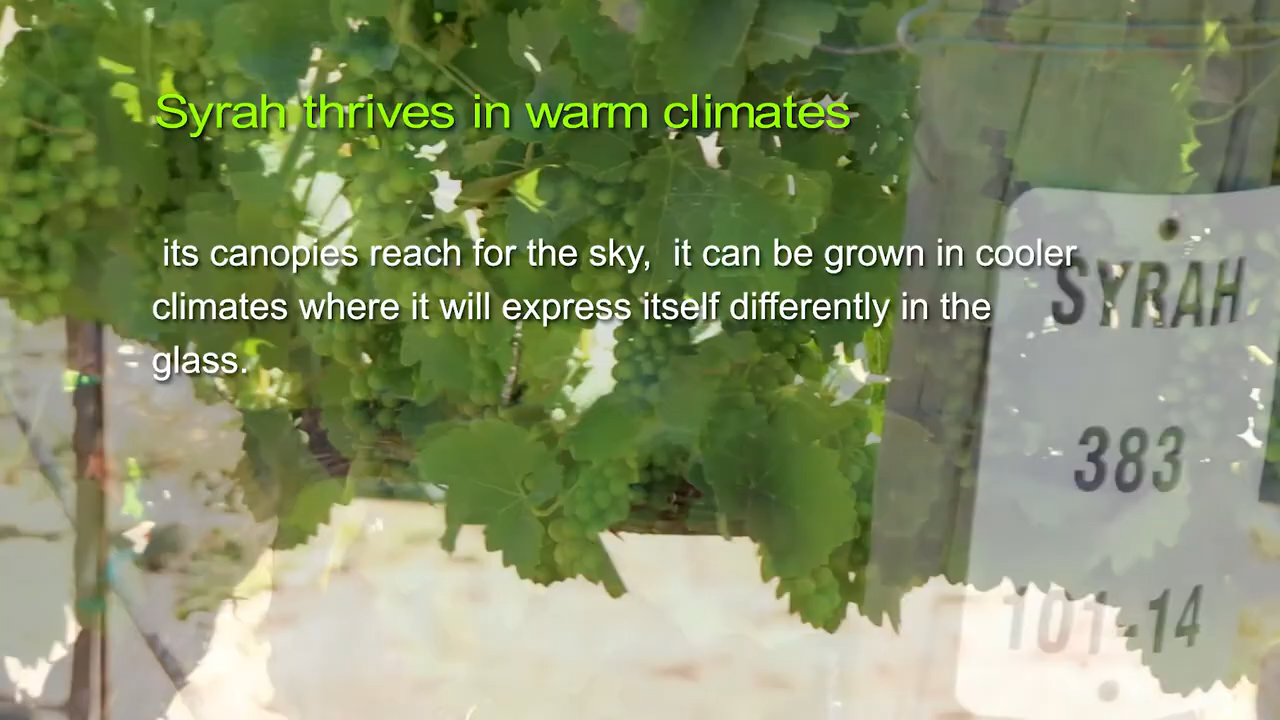 Syrah thrives in warm climates
its canopies reach for the sky,  it can be grown in cooler
climates where it will express itself differently in the
glass.
SYRAH
383
101-14